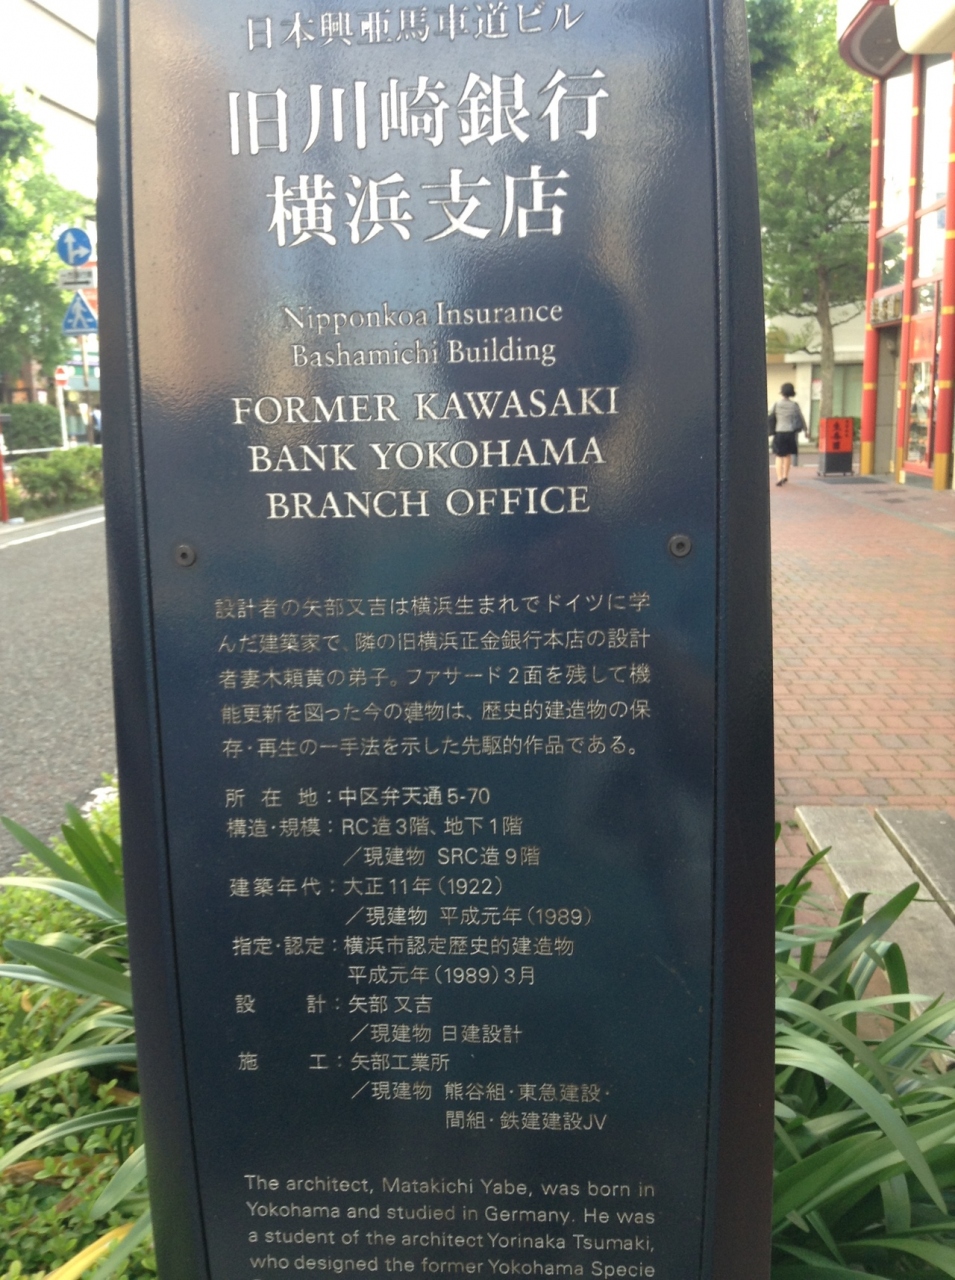 日本興亜馬車道ビル
旧川崎銀行
横浜支店
Nipponkoa Insurance
Bashamichi Building
FORMER KAWASAKI
BANK YOKOHAMA
BRANCH OFFICE
設計者の矢部又吉は横浜生まれでドイツに学
んだ建築家で、隣の旧横浜正金銀行本店の設計
者妻木頼黄の弟子。ファサード2面を残して機
能更新を図った今の建物は、歴史的建造物の保
存・再生の一手法を示した先駆的作品である。
所在地：中区弁天通5-70
構造・規模：RC造3階、地下1階
／現建物 SRC造9階
建築年代：大正11年（1922）
／現建物 平成元年（1989）
指定・認定：横浜市認定歴史的建造物
平成元年（1989）3月
設計：矢部 又吉
／現建物 日建設計
施工：矢部工業所
／現建物 熊谷組・東急建設・
間組・鉄建建設JV
The architect, Matakichi Yabe, was born in
Yokohama and studied in Germany. He was
a student of the architect Yorinaka Tsumaki,
who designed the former Yokohama Specie